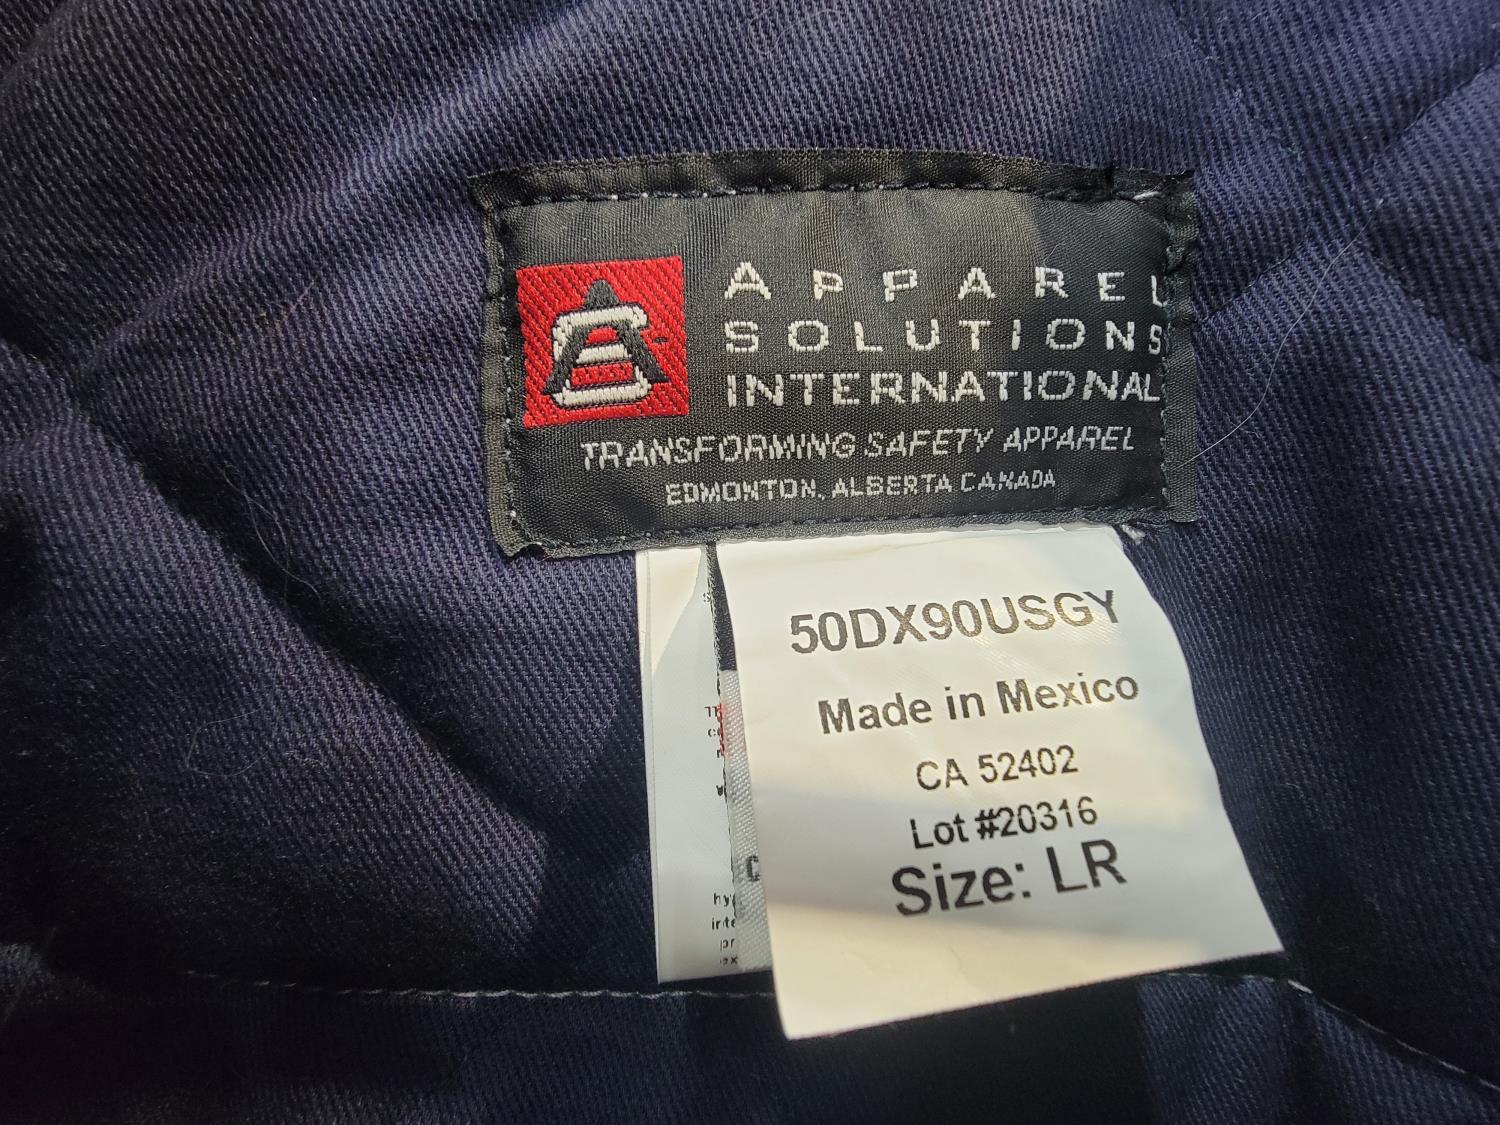 APPAREL
SOLUTIONS
INTERNATIONAL
TRANSFORMING SAFETY APPAREL
EDMONTON, ALBERTA CANADA
50DX90USGY
Made in Mexico
CA 52402
Lot #20316
Size: LR